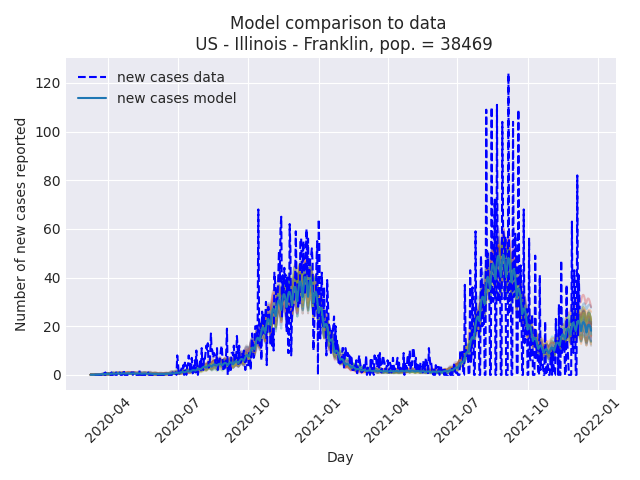 Model comparison to data
US - Illinois - Franklin, pop. = 38469
new cases data
new cases model
Number of new cases reported
120
100
80
60
40
20
0
2020-04
2020-07
2020-10
2021-01
2021-04
2021-07
2021-10
2022-01
Day